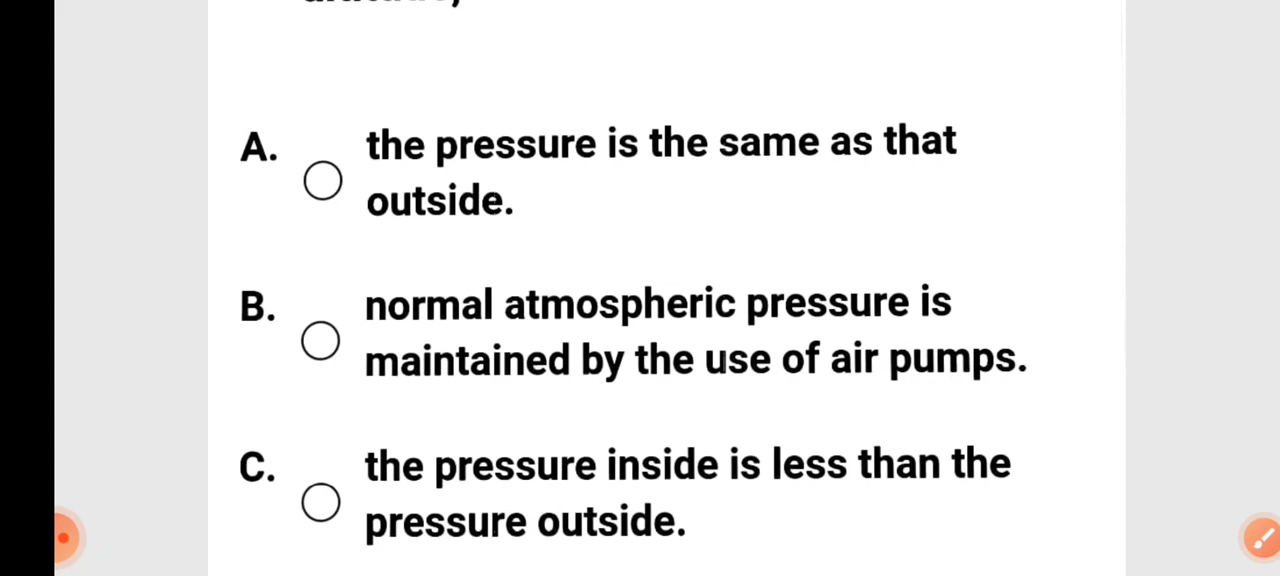 A. the pressure is the same as that
outside.
B. normal atmospheric pressure is
maintained by the use of air pumps.
C. the pressure inside is less than the
pressure outside.